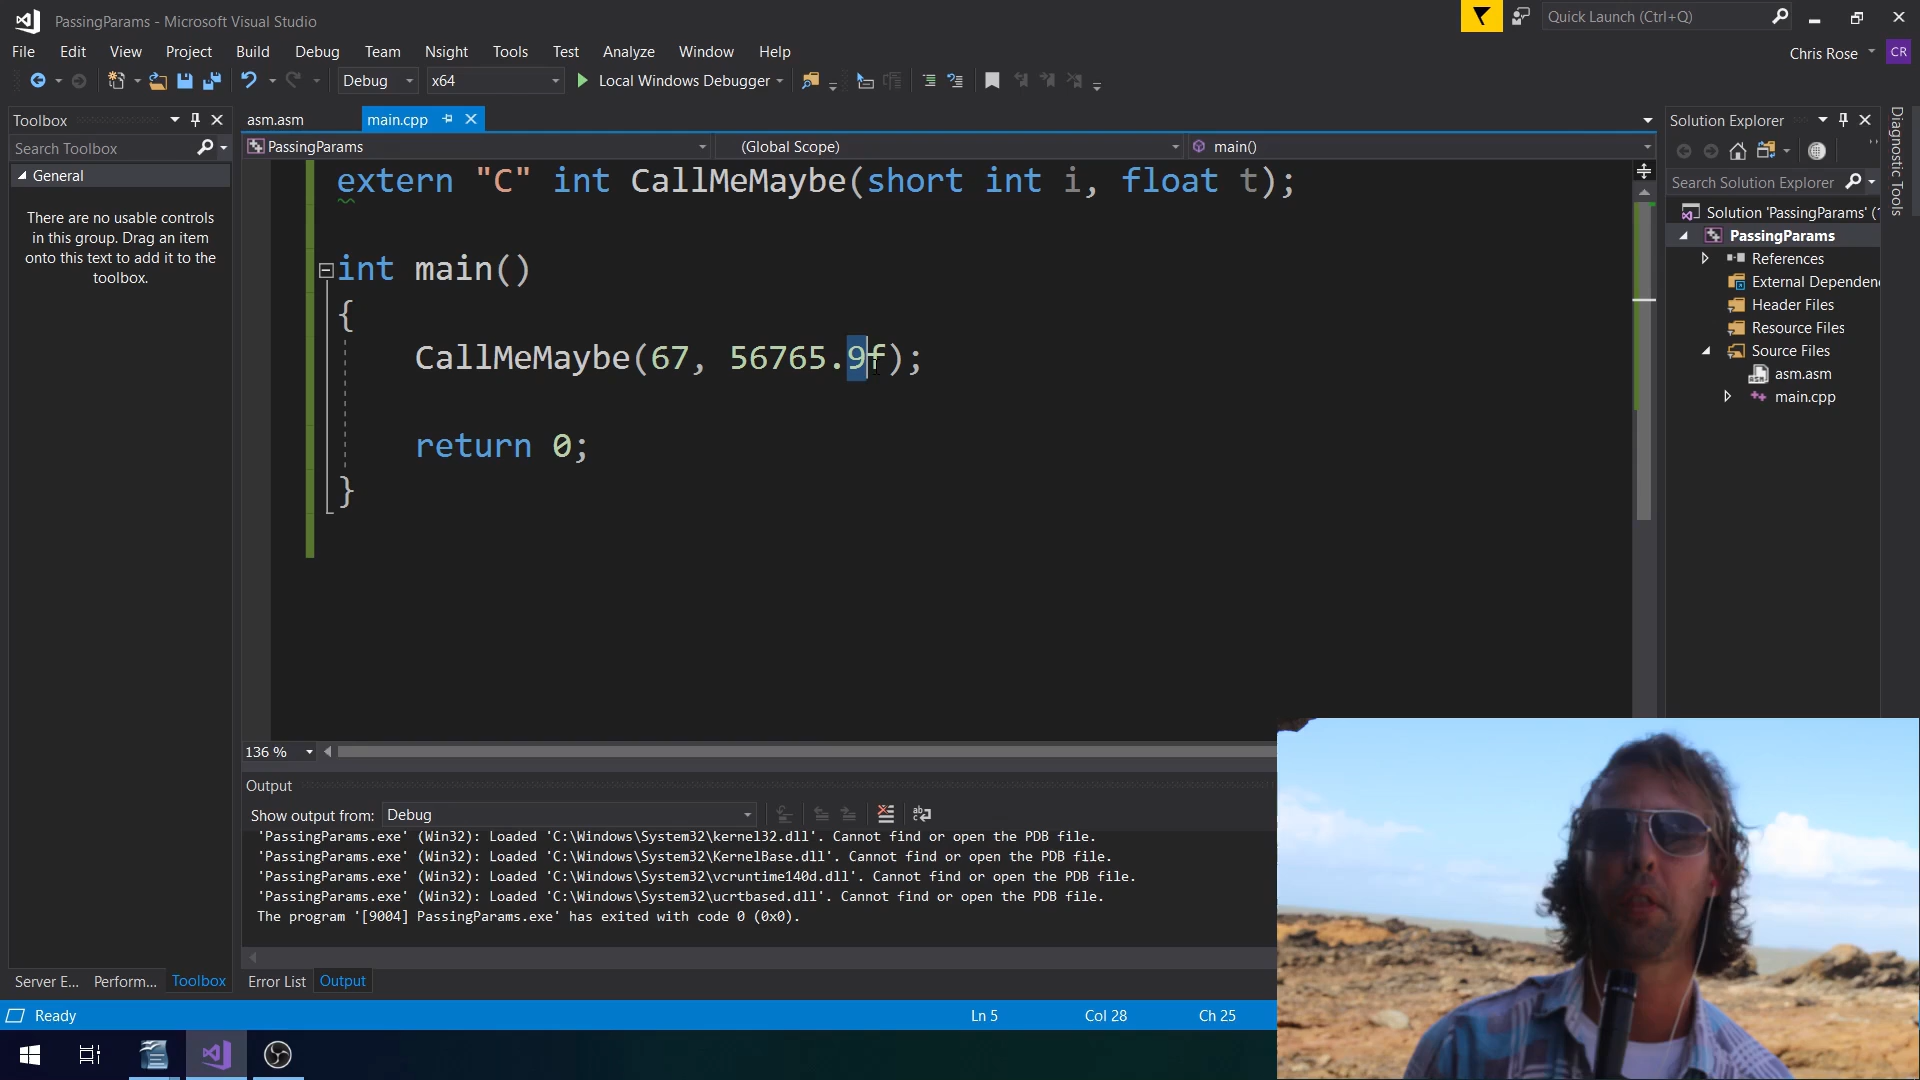 PassingParams - Microsoft Visual Studio
Quick Launch (Ctrl+Q)
File Edit View Project Build Debug Team Nsight Tools Test Analyze Window Help
Chris Rose CR
Debug x64 Local Windows Debugger
Toolbox
Search Toolbox
General
There are no usable controls
in this group. Drag an item
onto this text to add it to the
toolbox.
asm.asm main.cpp
PassingParams (Global Scope) main()
extern "C" int CallMeMaybe(short int i, float t);
int main()
{
CallMeMaybe(67, 56765.9f);
return 0;
}
136 %
Output
Show output from: Debug
'PassingParams.exe' (Win32): Loaded 'C:\Windows\System32\kernel32.dll'. Cannot find or open the PDB file.
'PassingParams.exe' (Win32): Loaded 'C:\Windows\System32\KernelBase.dll'. Cannot find or open the PDB file.
'PassingParams.exe' (Win32): Loaded 'C:\Windows\System32\vcruntime140d.dll'. Cannot find or open the PDB file.
'PassingParams.exe' (Win32): Loaded 'C:\Windows\System32\ucrtbased.dll'. Cannot find or open the PDB file.
The program '[9004] PassingParams.exe' has exited with code 0 (0x0).
Solution Explorer
Search Solution Explorer
Solution 'PassingParams' (
PassingParams
References
External Dependen
Header Files
Resource Files
Source Files
asm.asm
main.cpp
Diagnostic Tools
Server E... Perform... Toolbox
Error List Output
Ready Ln 5 Col 28 Ch 25